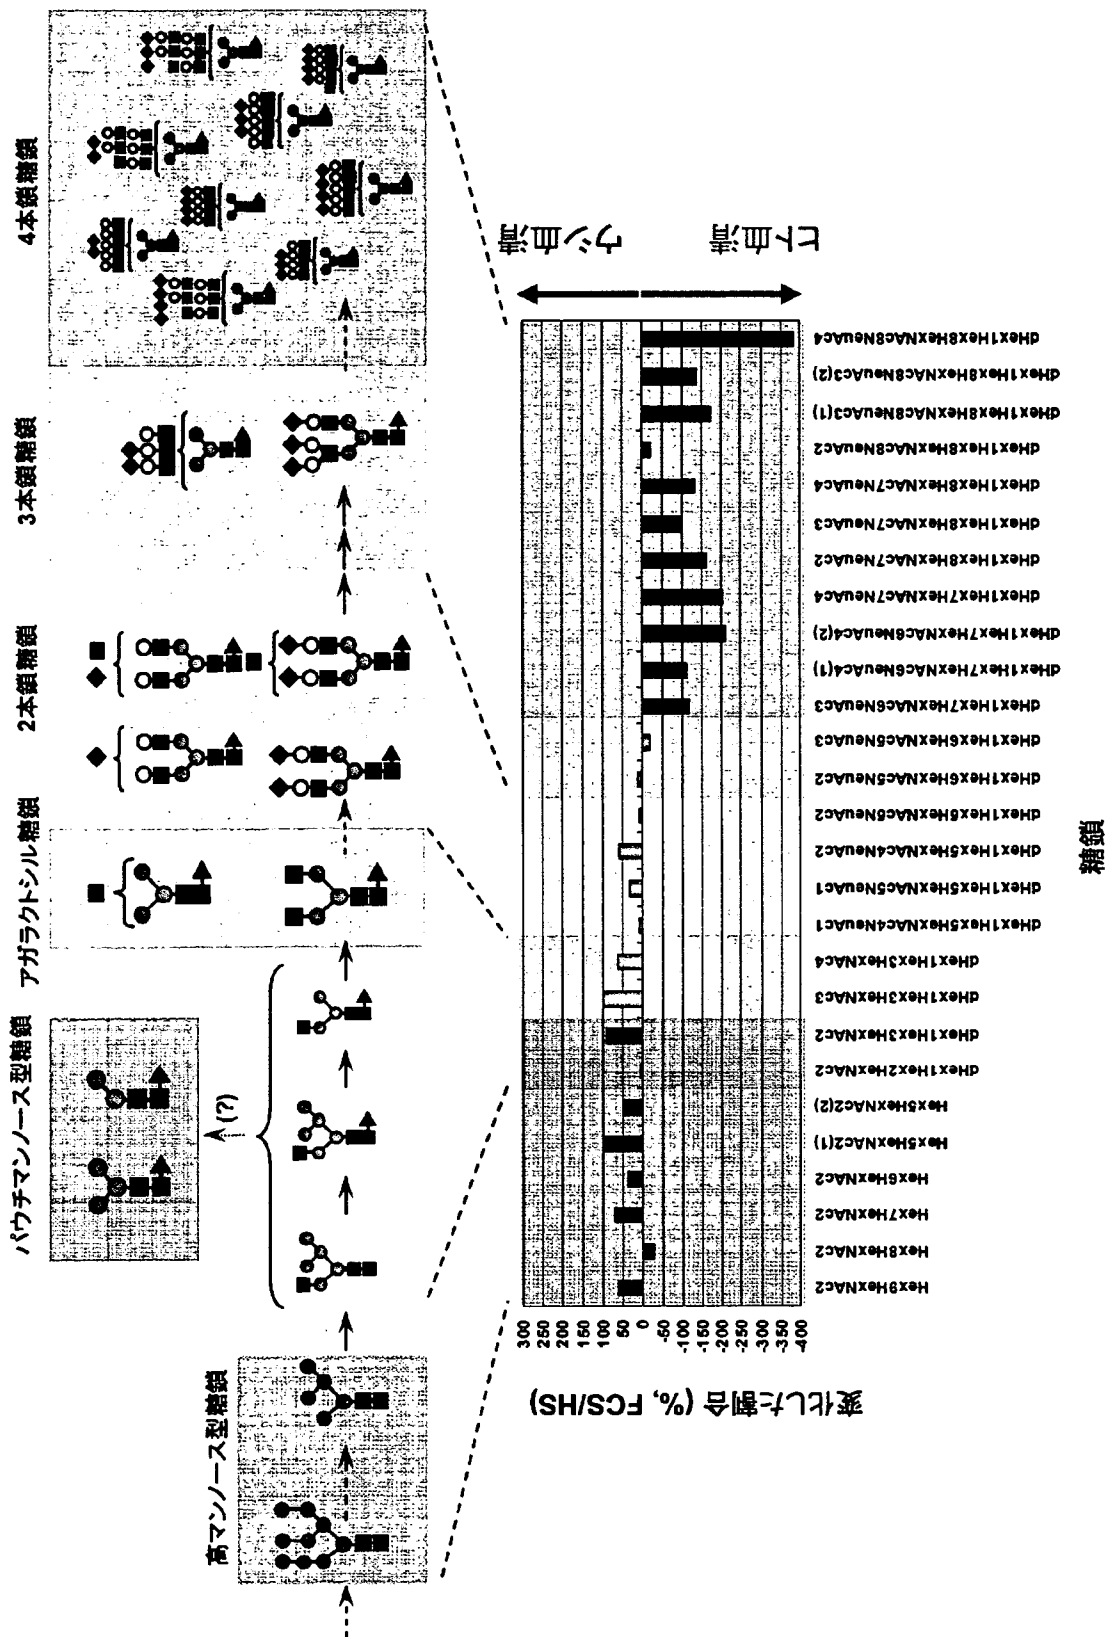 高マンノース型糖鎖
パウチマンノース型糖鎖
アガラクトシル糖鎖
2本鎖糖鎖
3本鎖糖鎖
4本鎖糖鎖
(?)
変化した割合 (%, FCS/HS)
300
250
200
150
100
50
0
-50
-100
-150
-200
-250
-300
-350
-400
ウシ血清
ヒト血清
Hex9HexNAc2
Hex8HexNAc2
Hex7HexNAc2
Hex6HexNAc2
Hex5HexNAc2(1)
Hex5HexNAc2(2)
dHex1Hex2HexNAc2
dHex1Hex3HexNAc2
dHex1Hex3HexNAc3
dHex1Hex3HexNAc4
dHex1Hex5HexNAc4NeuAc1
dHex1Hex5HexNAc5NeuAc1
dHex1Hex5HexNAc4NeuAc2
dHex1Hex5HexNAc5NeuAc2
dHex1Hex6HexNAc5NeuAc2
dHex1Hex6HexNAc5NeuAc3
dHex1Hex7HexNAc6NeuAc3
dHex1Hex7HexNAc6NeuAc4(1)
dHex1Hex7HexNAc6NeuAc4(2)
dHex1Hex7HexNAc7NeuAc4
dHex1Hex8HexNAc7NeuAc2
dHex1Hex8HexNAc7NeuAc3
dHex1Hex8HexNAc7NeuAc4
dHex1Hex8HexNAc8NeuAc2
dHex1Hex8HexNAc8NeuAc3(1)
dHex1Hex8HexNAc8NeuAc3(2)
dHex1Hex8HexNAc8NeuAc4
糖鎖